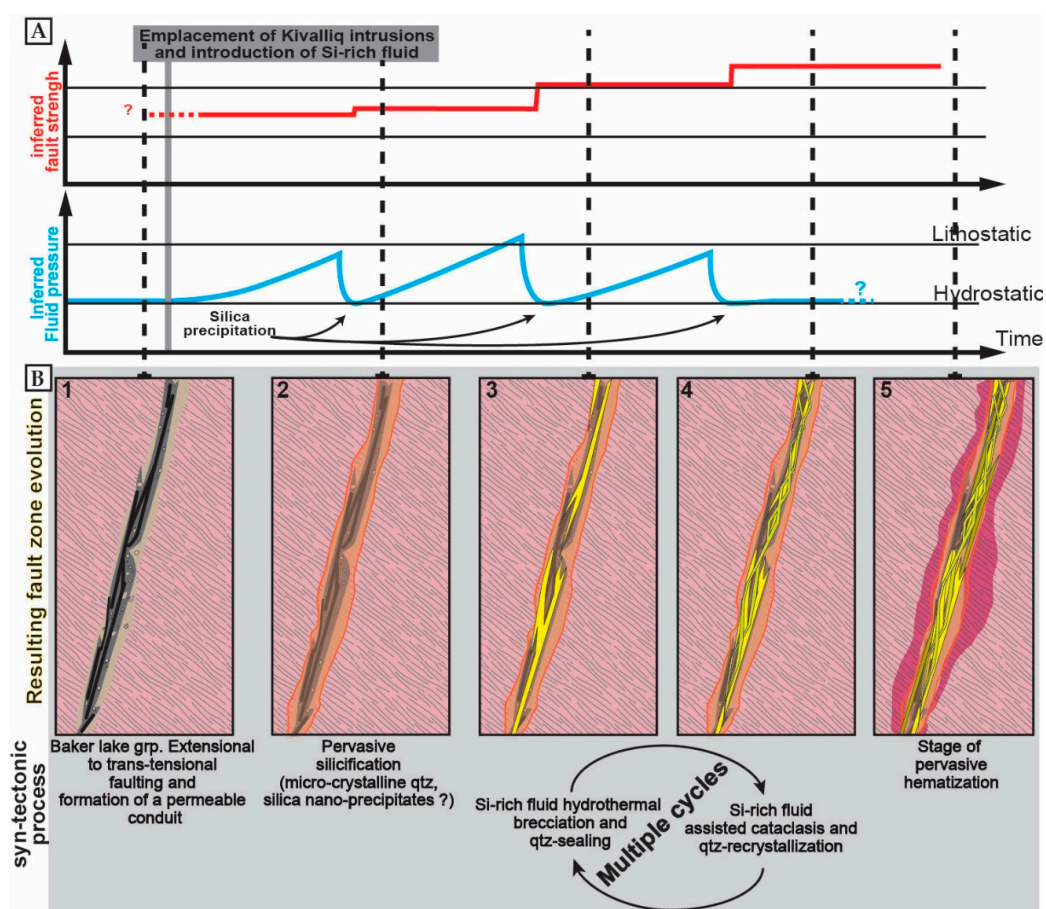 A
Emplacement of Kivalliq intrusions
and introduction of Si-rich fluid
inferred
fault strengh
?
Inferred
Fluid pressure
Lithostatic
Hydrostatic
?
Silica
precipitation
Time
B
Resulting fault zone evolution
1
2
3
4
5
syn-tectonic
process
Baker lake grp. Extensional
to trans-tensional
faulting and
formation of a permeable
conduit
Pervasive
silicification
(micro-crystalline qtz,
silica nano-precipitates ?)
Si-rich fluid hydrothermal
brecciation and
qtz-sealing
Multiple cycles
Si-rich fluid
assisted cataclasis and
qtz-recrystallization
Stage of
pervasive
hematization